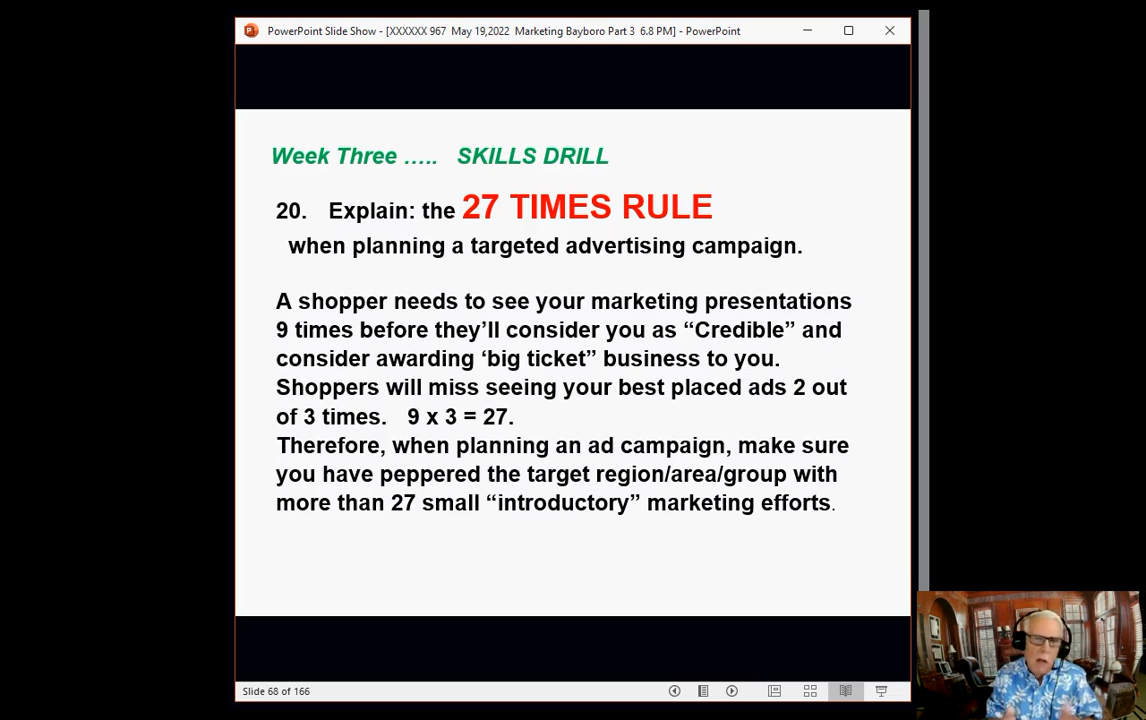 PowerPoint Slide Show - [XXXXXX 967 May 19,2022 Marketing Bayboro Part 3 6.8 PM] - PowerPoint
Week Three ….. SKILLS DRILL
20. Explain: the 27 TIMES RULE
when planning a targeted advertising campaign.
A shopper needs to see your marketing presentations
9 times before they’ll consider you as “Credible” and
consider awarding ‘big ticket” business to you.
Shoppers will miss seeing your best placed ads 2 out
of 3 times. 9 x 3 = 27.
Therefore, when planning an ad campaign, make sure
you have peppered the target region/area/group with
more than 27 small “introductory” marketing efforts.
Slide 68 of 166